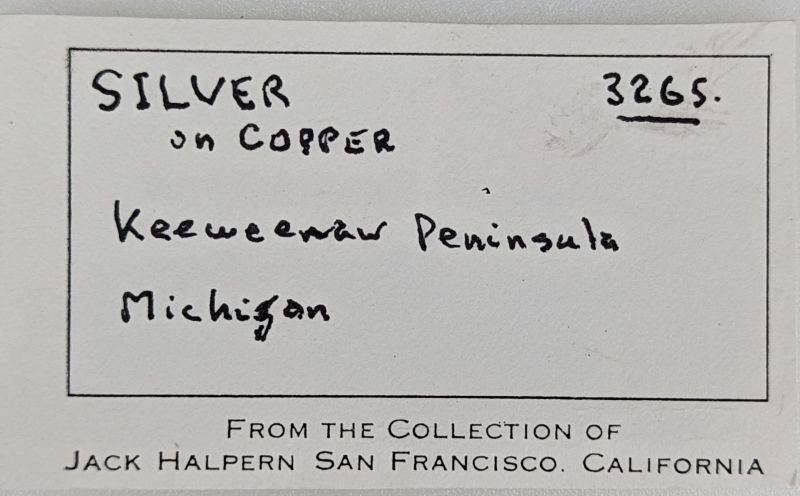 SILVER 3265.
on COPPER
Keeweenaw Peninsula
Michigan
FROM THE COLLECTION OF
JACK HALPERN SAN FRANCISCO. CALIFORNIA